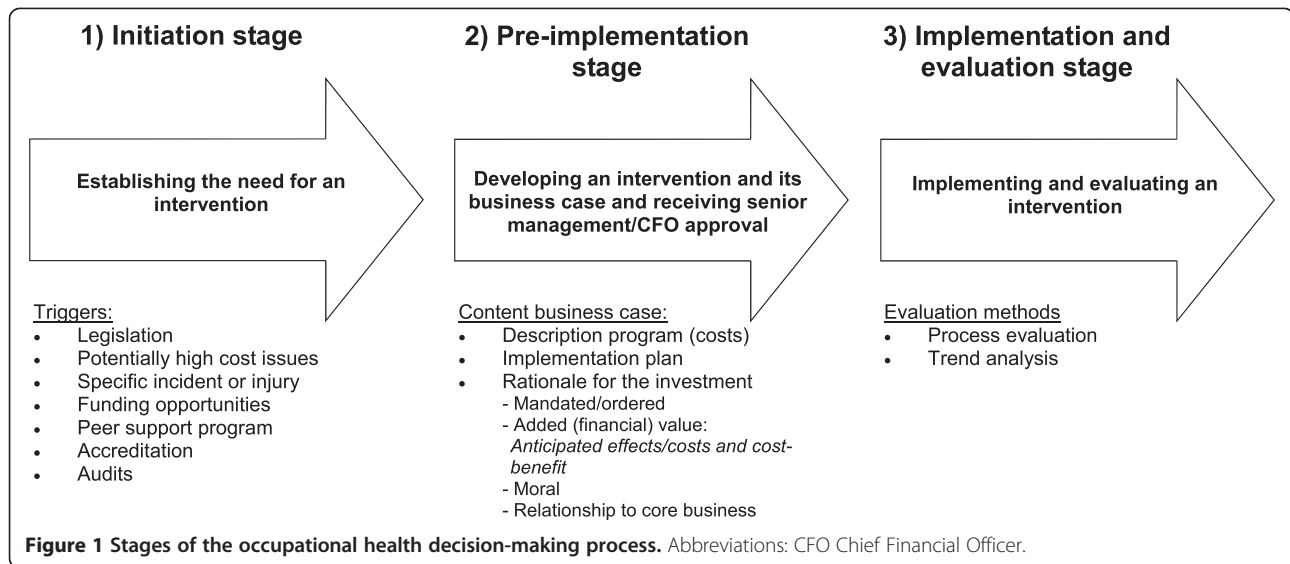 1) Initiation stage
Establishing the need for an
intervention
Triggers:
• Legislation
• Potentially high cost issues
• Specific incident or injury
• Funding opportunities
• Peer support program
• Accreditation
• Audits
2) Pre-implementation
stage
Developing an intervention and its
business case and receiving senior
management/CFO approval
Content business case:
• Description program (costs)
• Implementation plan
• Rationale for the investment
- Mandated/ordered
- Added (financial) value:
Anticipated effects/costs and cost-
benefit
- Moral
- Relationship to core business
3) Implementation and
evaluation stage
Implementing and evaluating an
intervention
Evaluation methods
• Process evaluation
• Trend analysis
Figure 1 Stages of the occupational health decision-making process. Abbreviations: CFO Chief Financial Officer.